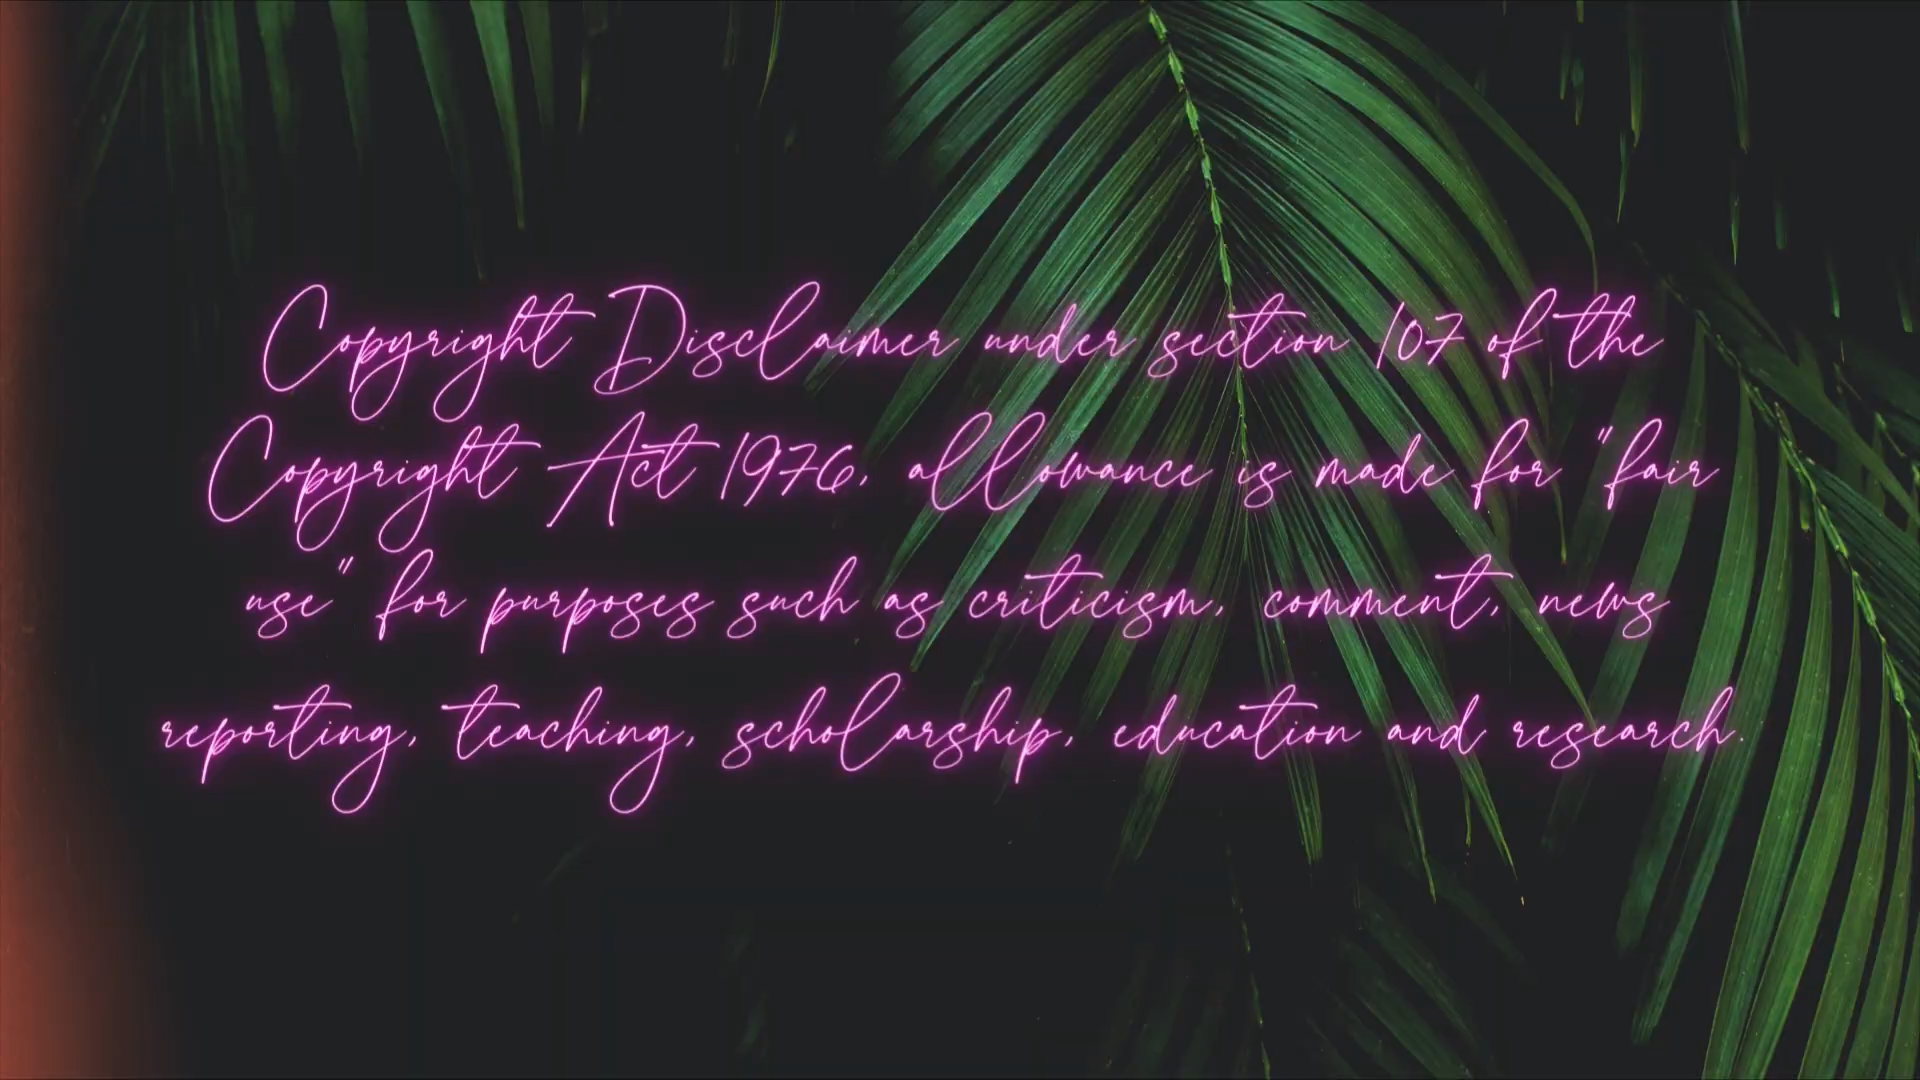 Copyright Disclaimer under section 107 of the
Copyright Act 1976, allowance is made for "fair
use" for purposes such as criticism, comment, news
reporting, teaching, scholarship, education and research.